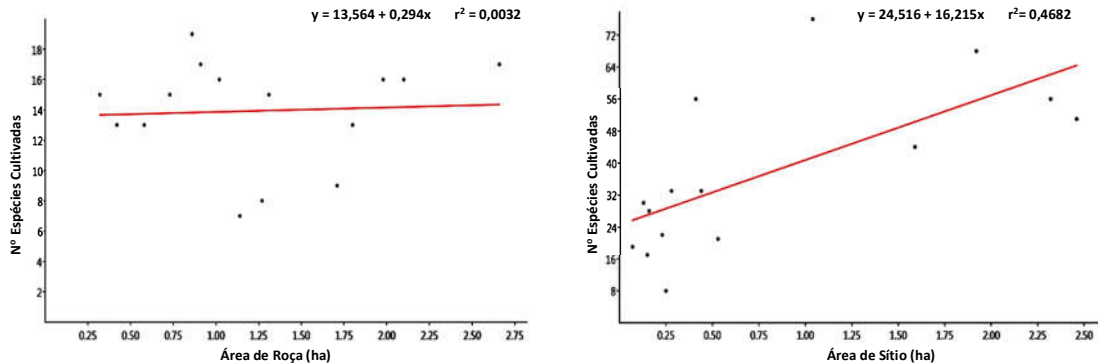 y = 13,564 + 0,294x r² = 0,0032
Nº Espécies Cultivadas
18
16
14
12
10
8
6
4
2
0.25 0.50 0.75 1.00 1.25 1.50 1.75 2.00 2.25 2.50 2.75
Área de Roça (ha)
y = 24,516 + 16,215x r²= 0,4682
Nº Espécies Cultivadas
72
64
56
48
40
32
24
16
8
0.25 0.50 0.75 1.00 1.25 1.50 1.75 2.00 2.25 2.50
Área de Sítio (ha)